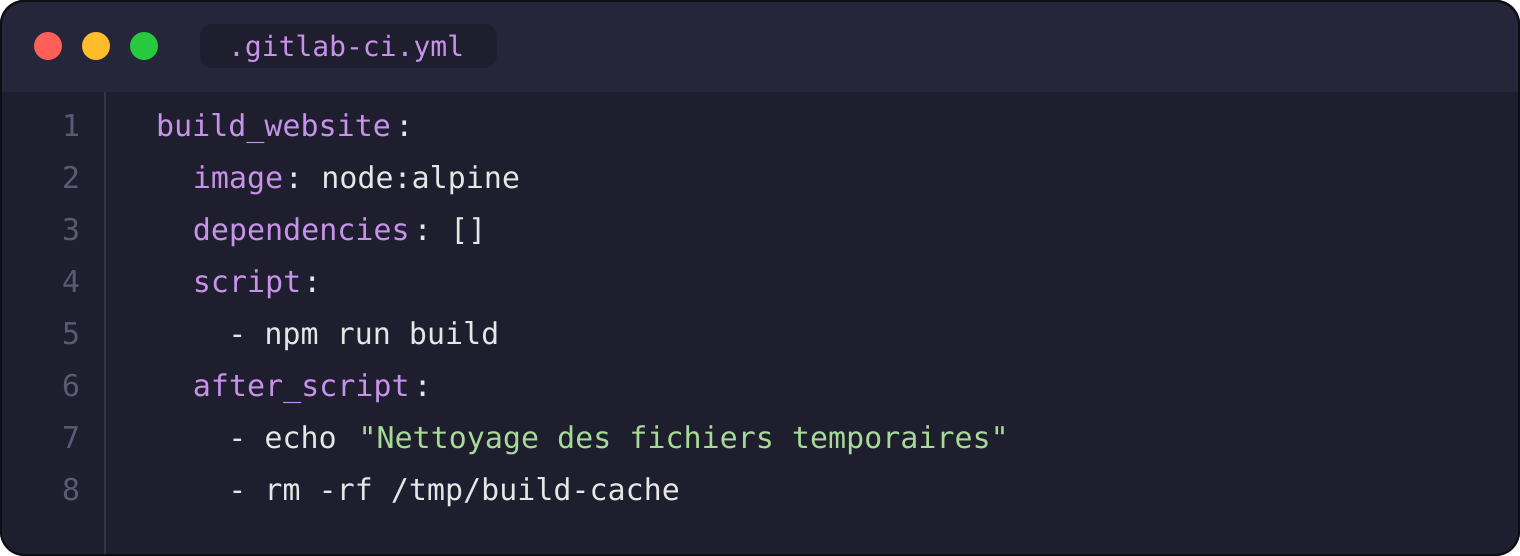 .gitlab-ci.yml
1 build_website:
2   image: node:alpine
3   dependencies: []
4   script:
5     - npm run build
6   after_script:
7     - echo "Nettoyage des fichiers temporaires"
8     - rm -rf /tmp/build-cache